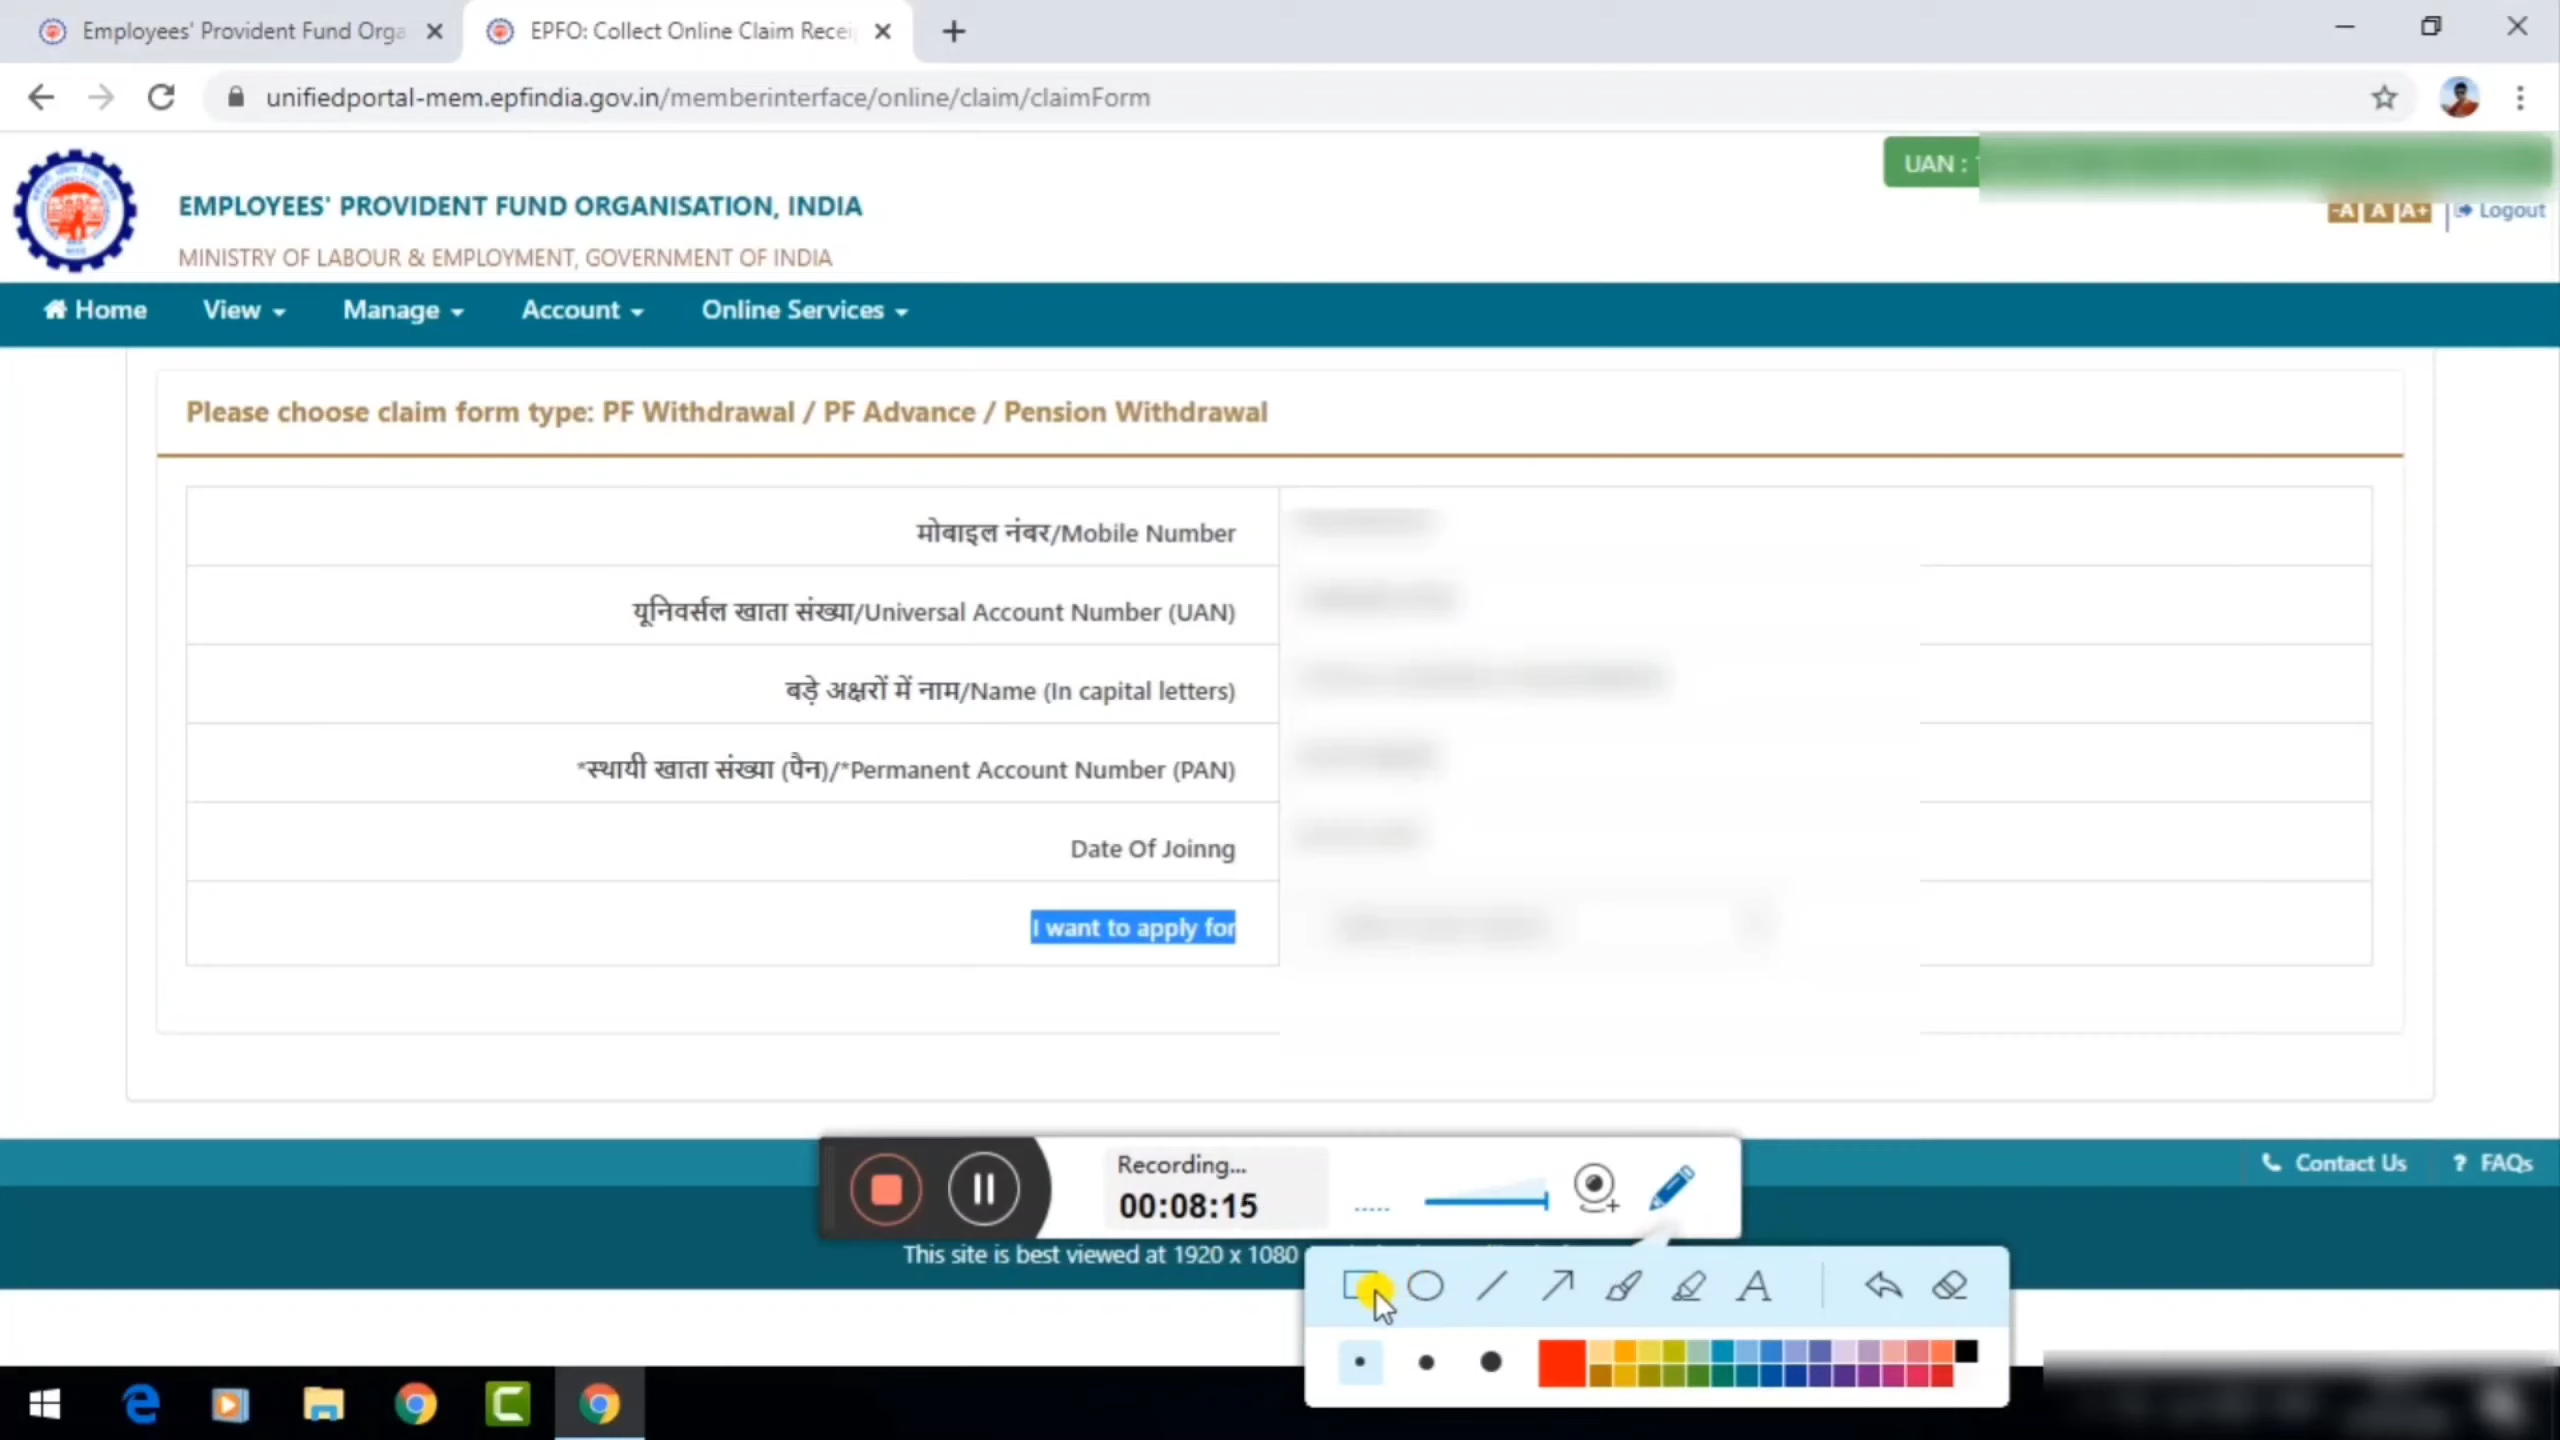 Employees' Provident Fund Orga
EPFO: Collect Online Claim Recei
unifiedportal-mem.epfindia.gov.in/memberinterface/online/claim/claimForm
UAN :
EMPLOYEES' PROVIDENT FUND ORGANISATION, INDIA
-A A A+ Logout
MINISTRY OF LABOUR & EMPLOYMENT, GOVERNMENT OF INDIA
Home View Manage Account Online Services
Please choose claim form type: PF Withdrawal / PF Advance / Pension Withdrawal
मोबाइल नंबर/Mobile Number
यूनिवर्सल खाता संख्या/Universal Account Number (UAN)
बड़े अक्षरों में नाम/Name (In capital letters)
*स्थायी खाता संख्या (पैन)/*Permanent Account Number (PAN)
Date Of Joinng
I want to apply for
Contact Us ? FAQs
Recording...
00:08:15
This site is best viewed at 1920 x 1080
A